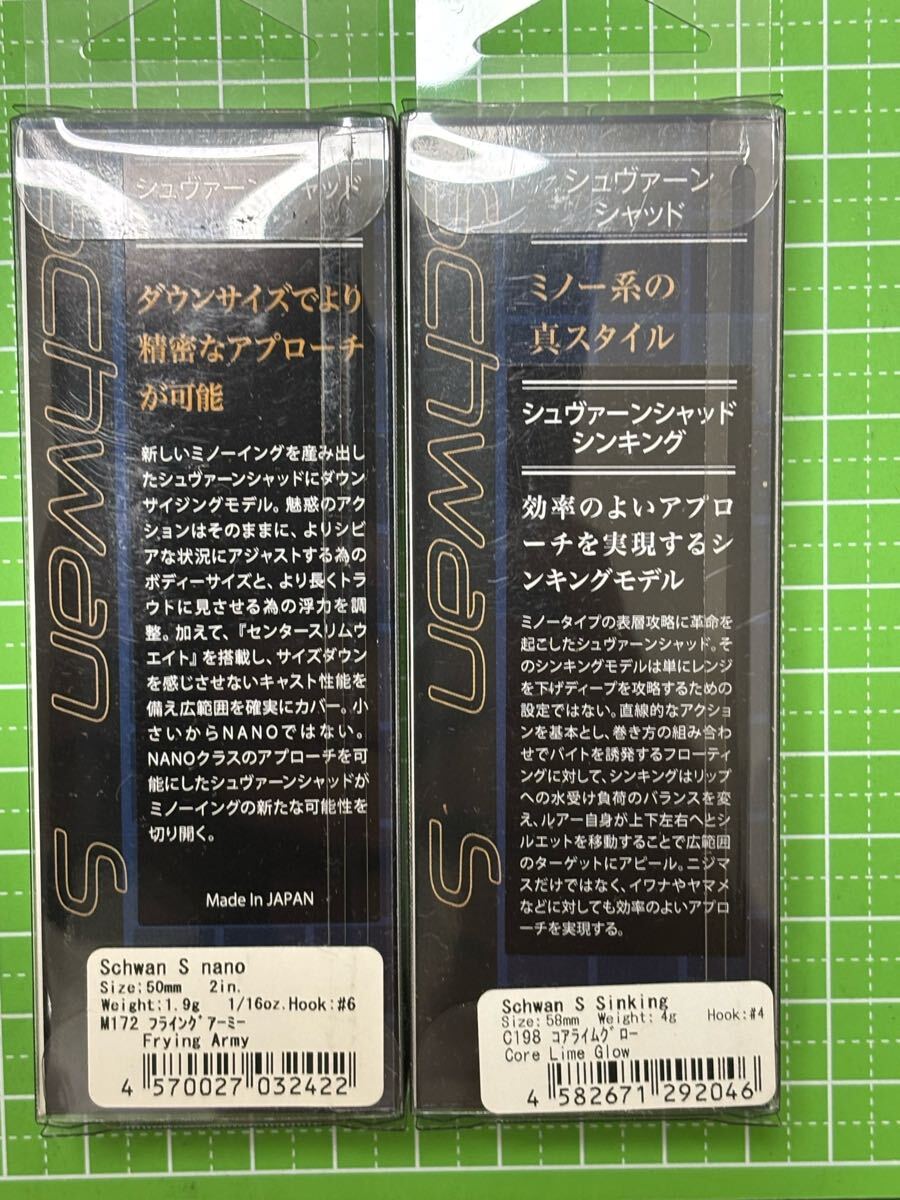 Schwan S
シュヴァーン シャッド
ダウンサイズでより
精密なアプローチ
が可能
新しいミノーイングを産み出し
たシュヴァーンシャッドにダウン
サイジングモデル。魅惑のアク
ションはそのままに、よりシビ
アな状況にアジャストする為の
ボディーサイズと、より長くトラ
ウトに見させる為の浮力を調
整。加えて、『センタースリムウ
エイト』を搭載し、サイズダウン
を感じさせないキャスト性能を
備え広範囲を確実にカバー。小
さいからNANOではない。
NANOクラスのアプローチを可
能にしたシュヴァーンシャッドが
ミノーイングの新たな可能性を
切り開く。
Made In JAPAN
Schwan S nano
Size:50mm 2in.
Weight:1.9g 1/16oz.Hook:#6
M172 フライングアーミー
Frying Army
4 570027 032422
Schwan S
シュヴァーン
シャッド
ミノー系の
真スタイル
シュヴァーンシャッド
シンキング
効率のよいアプロ
ーチを実現するシ
ンキングモデル
ミノータイプの表層攻略に革命を
起こしたシュヴァーンシャッド。そ
のシンキングモデルは単にレンジ
を下げディープを攻略するための
設定ではない。直線的なアクショ
ンを基本とし、巻き方の組み合わ
せでバイトを誘発するフローティ
ングに対して、シンキングはリップ
への水受け負荷のバランスを変
え、ルアー自身が上下左右へとシ
ルエットを移動することで広範囲
のターゲットにアピール。ニジマ
スだけではなく、イワナやヤマメ
などに対しても効率のよいアプロ
ーチを実現する。
Schwan S Sinking
Size:58mm Weight:4g Hook:#4
C198 コアライムグロー
Core Lime Glow
4 582671 292046